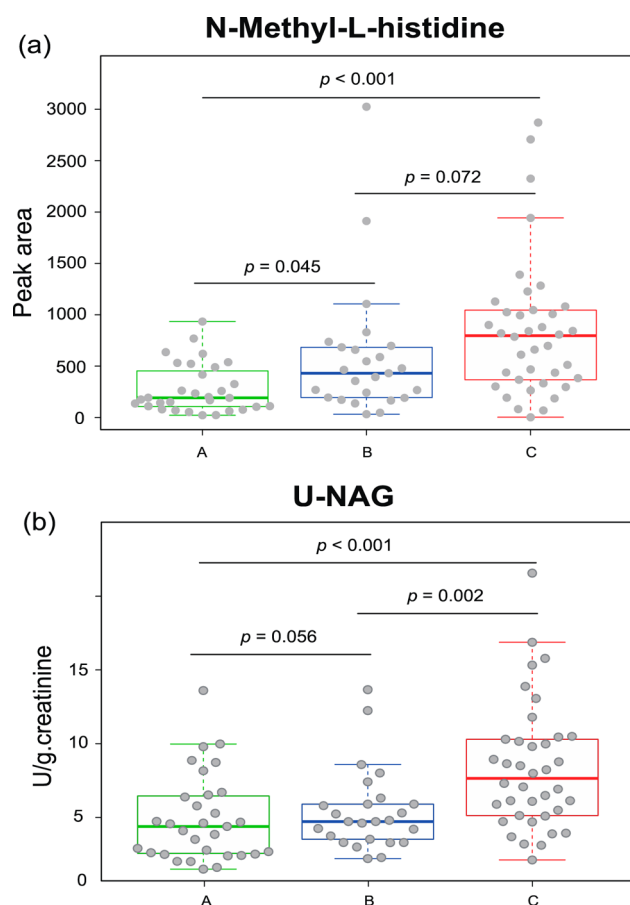 N-Methyl-L-histidine
(a)
p < 0.001
3000
2500
p = 0.072
2000
1500
p = 0.045
1000
500
0
Peak area
A B C
U-NAG
(b)
p < 0.001
p = 0.002
p = 0.056
15
10
5
0
U/g.creatinine
A B C